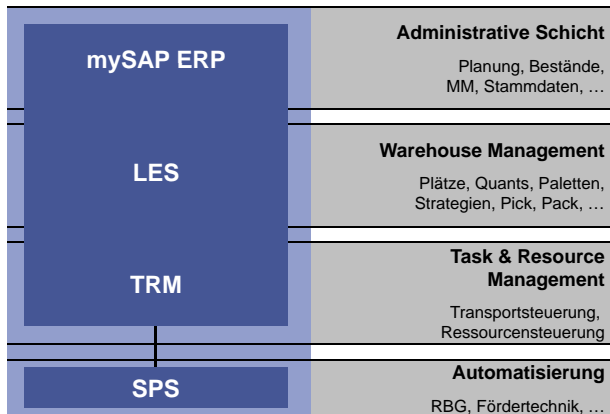 mySAP ERP
Administrative Schicht
Planung, Bestände,
MM, Stammdaten, …
LES
Warehouse Management
Plätze, Quants, Paletten,
Strategien, Pick, Pack, …
TRM
Task & Resource
Management
Transportsteuerung,
Ressourcensteuerung
SPS
Automatisierung
RBG, Fördertechnik, …